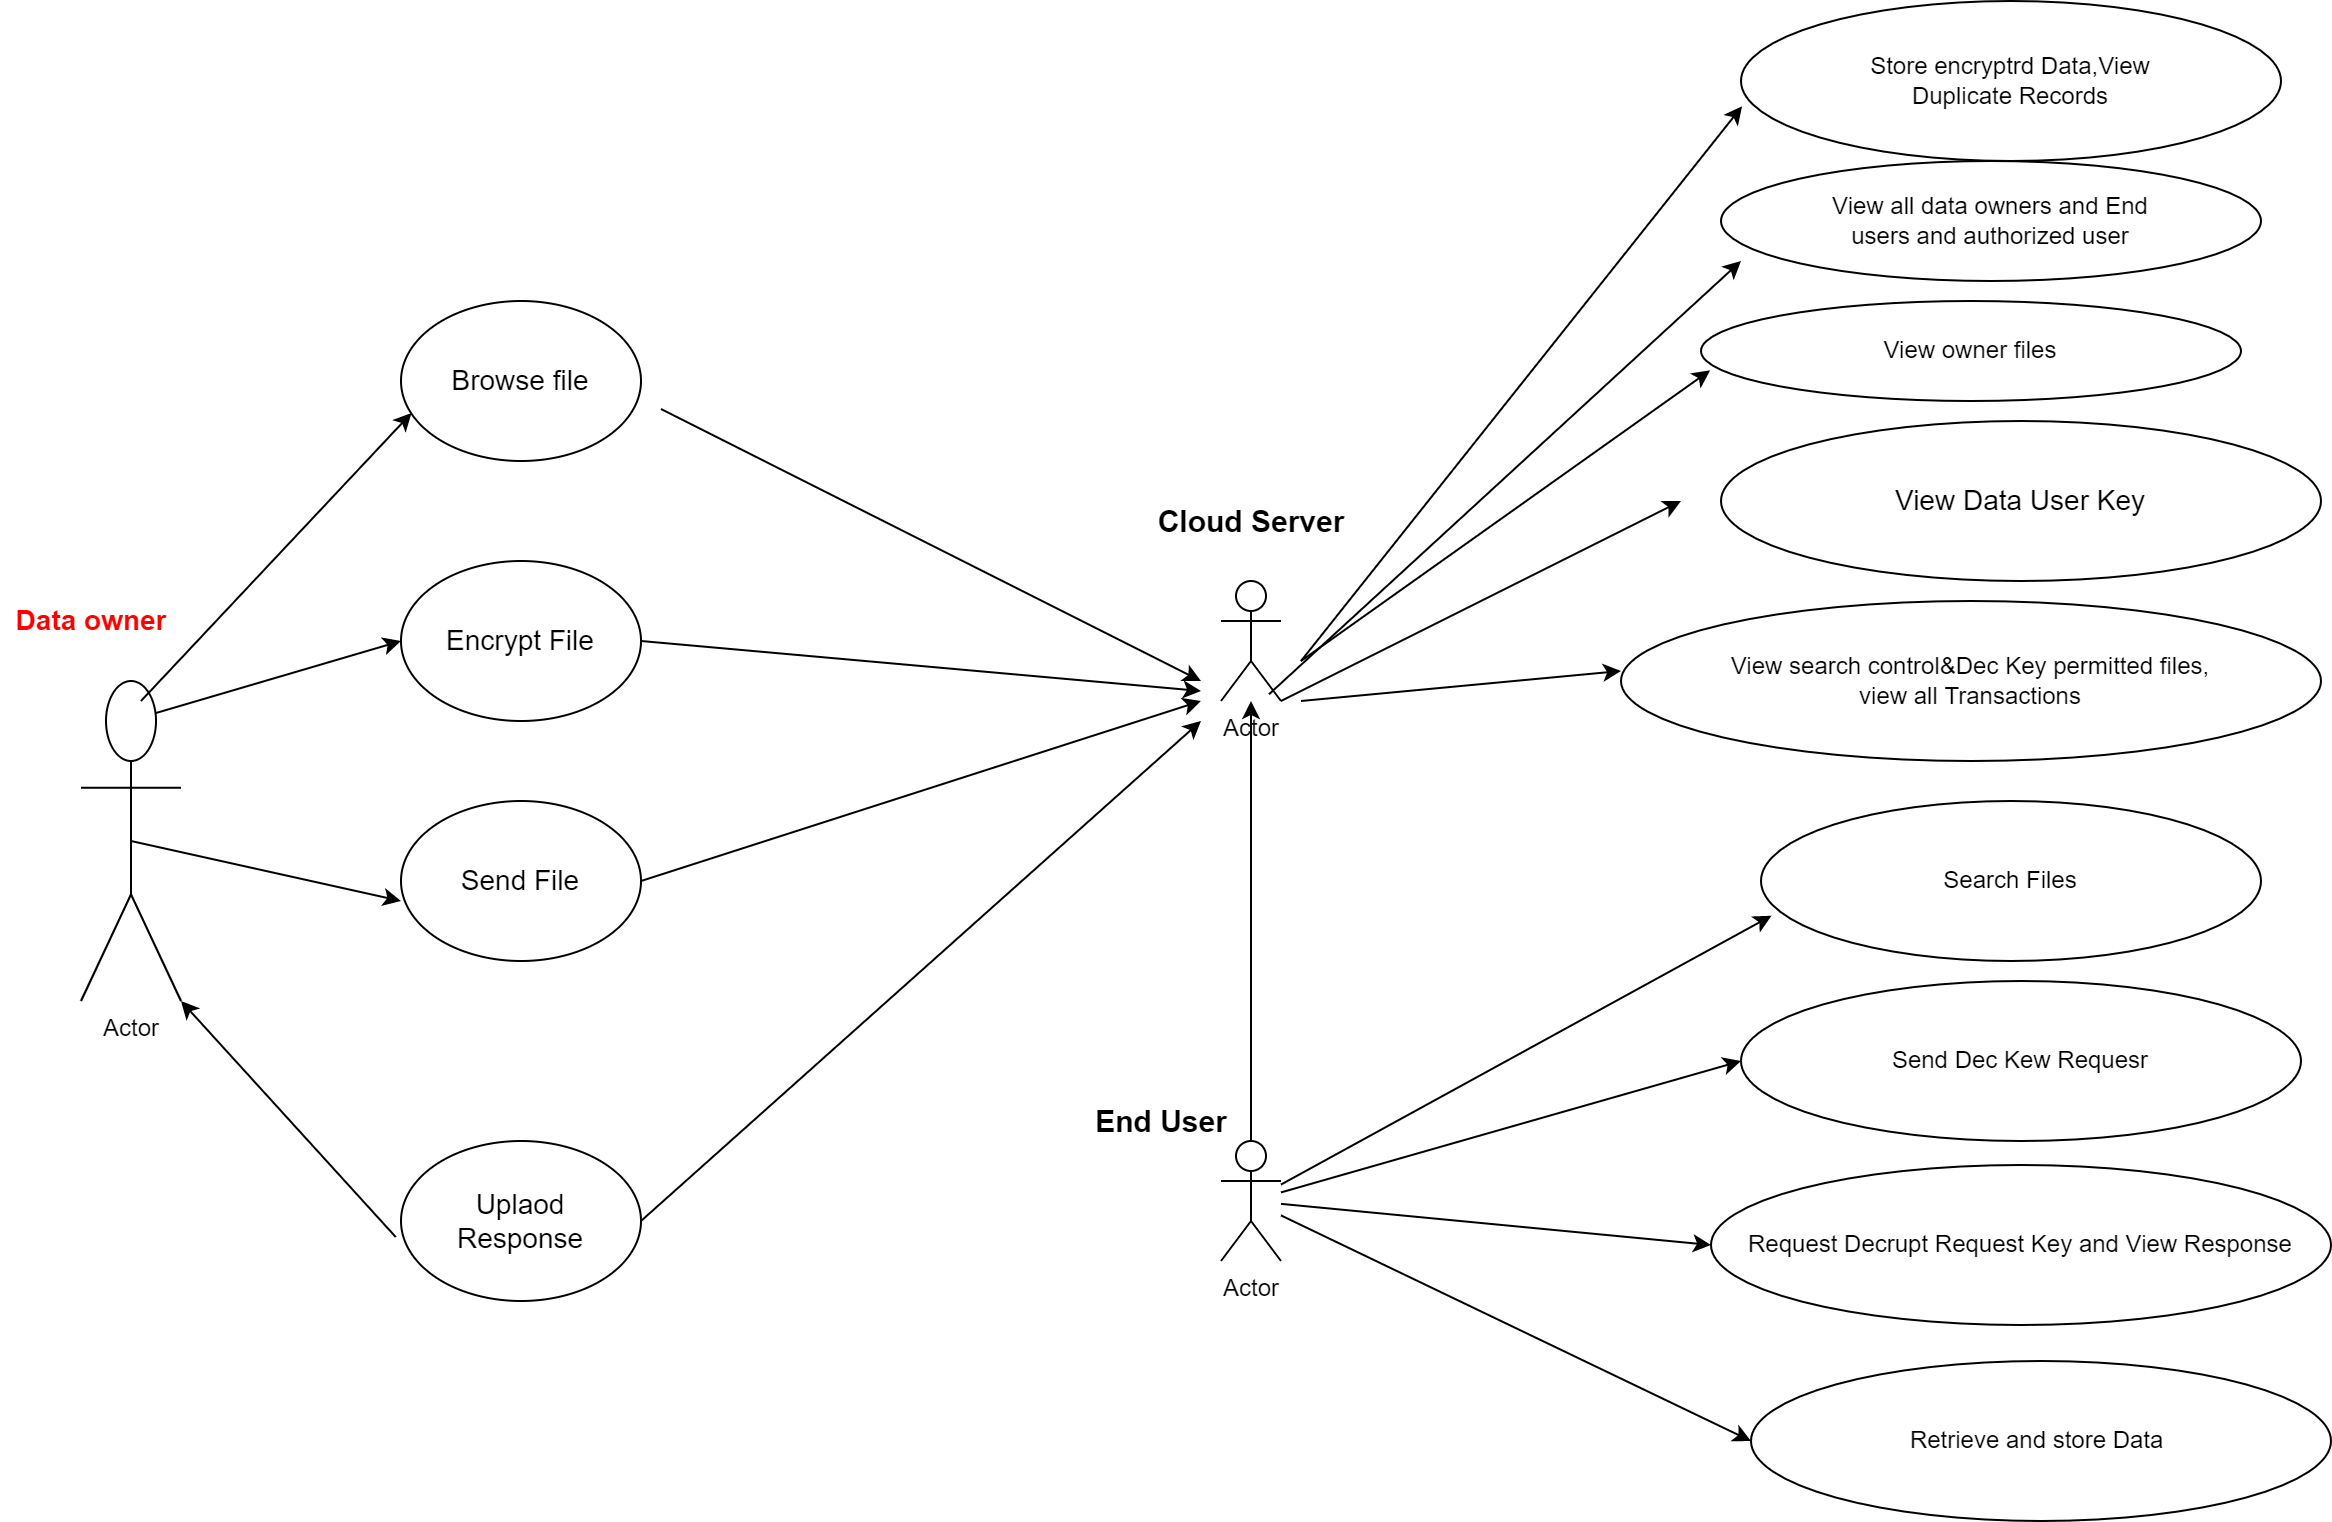 Data owner
Actor
Browse file
Encrypt File
Send File
Uplaod
Response
Cloud Server
Actor
End User
Actor
Store encryptrd Data,View
Duplicate Records
View all data owners and End
users and authorized user
View owner files
View Data User Key
View search control&Dec Key permitted files,
view all Transactions
Search Files
Send Dec Kew Requesr
Request Decrupt Request Key and View Response
Retrieve and store Data